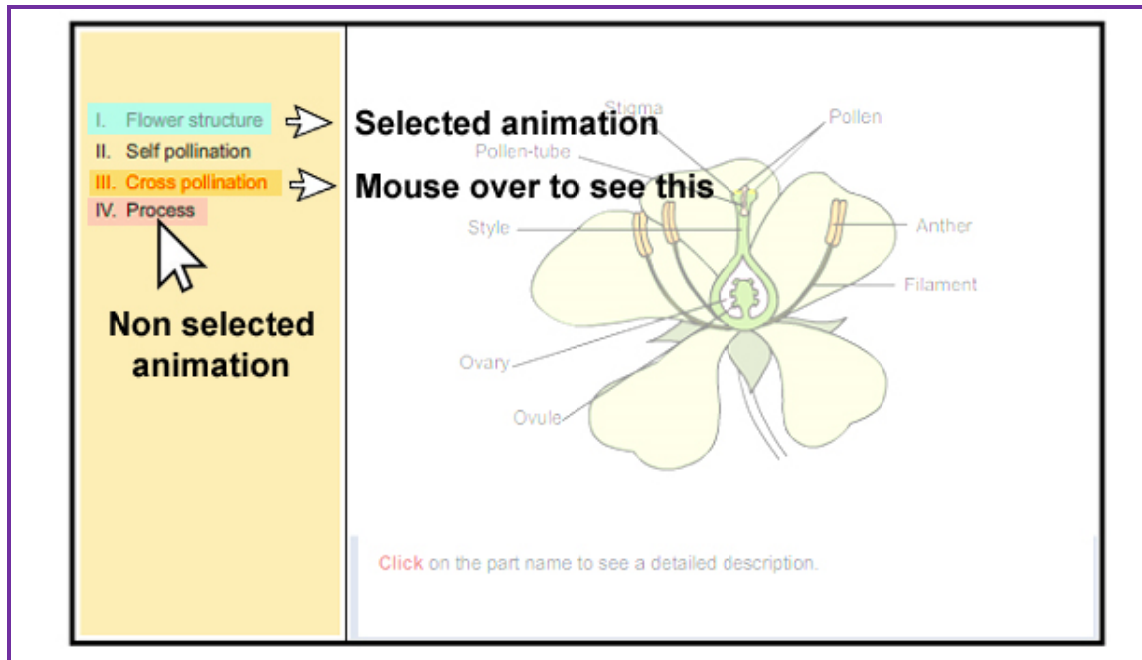 I. Flower structure
II. Self pollination
III. Cross pollination
IV. Process
Non selected
animation
Selected animation
Mouse over to see this
Stigma
Pollen
Pollen-tube
Style
Anther
Filament
Ovary
Ovule
Click on the part name to see a detailed description.